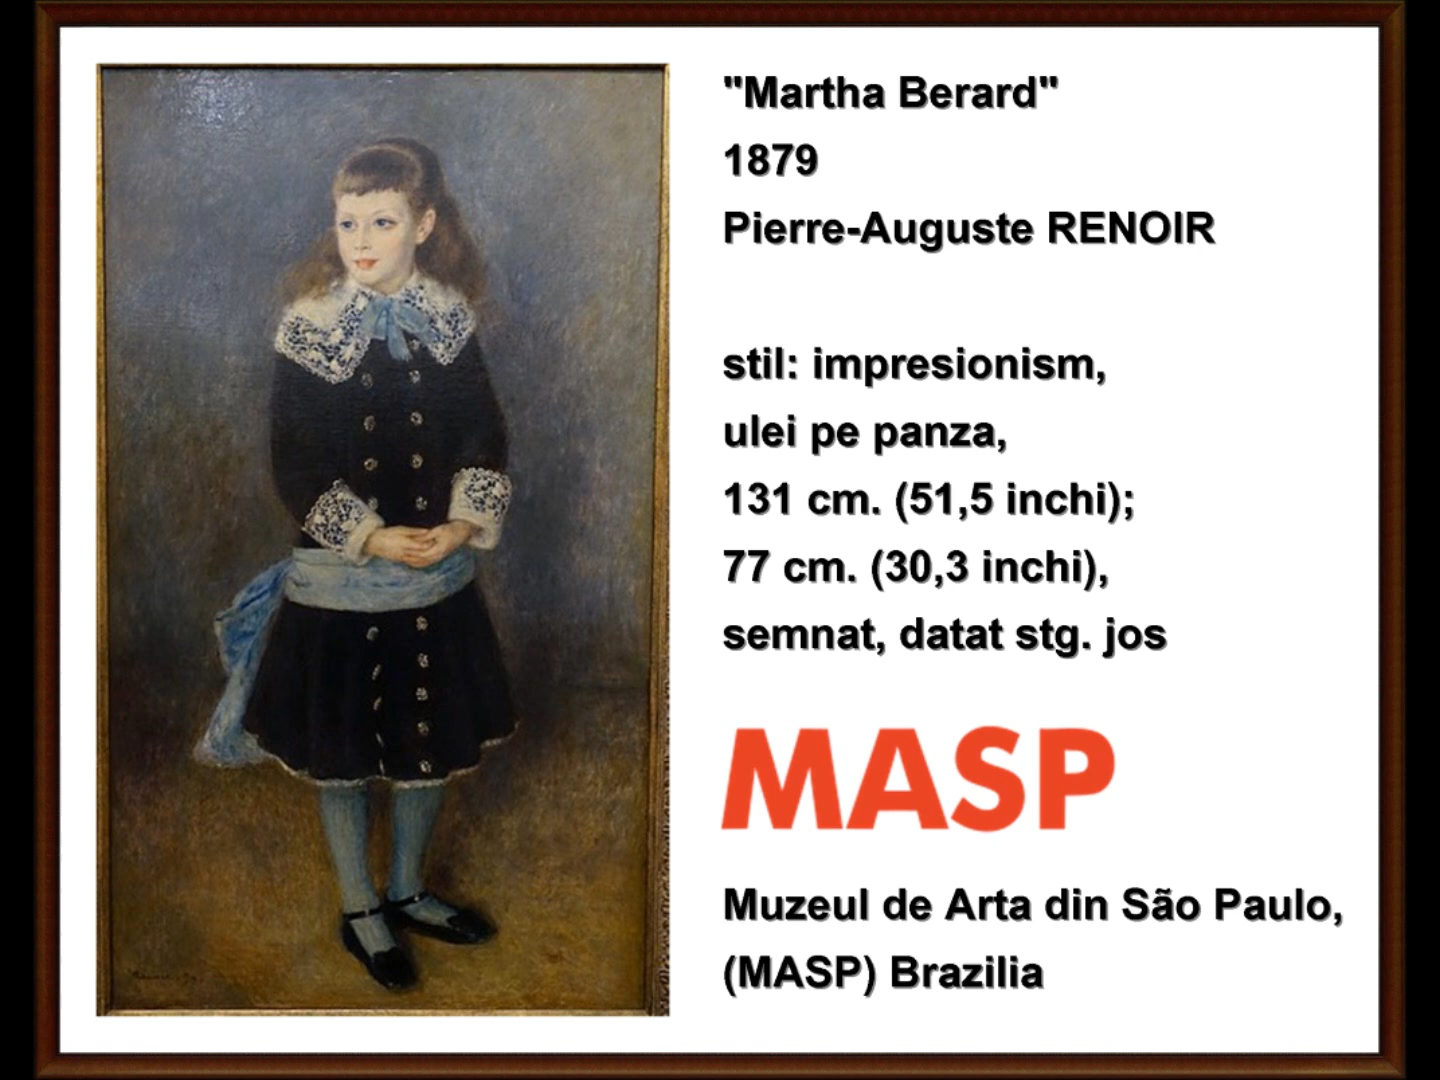 "Martha Berard"
1879
Pierre-Auguste RENOIR
stil: impresionism,
ulei pe panza,
131 cm. (51,5 inchi);
77 cm. (30,3 inchi),
semnat, datat stg. jos
MASP
Muzeul de Arta din São Paulo,
(MASP) Brazilia